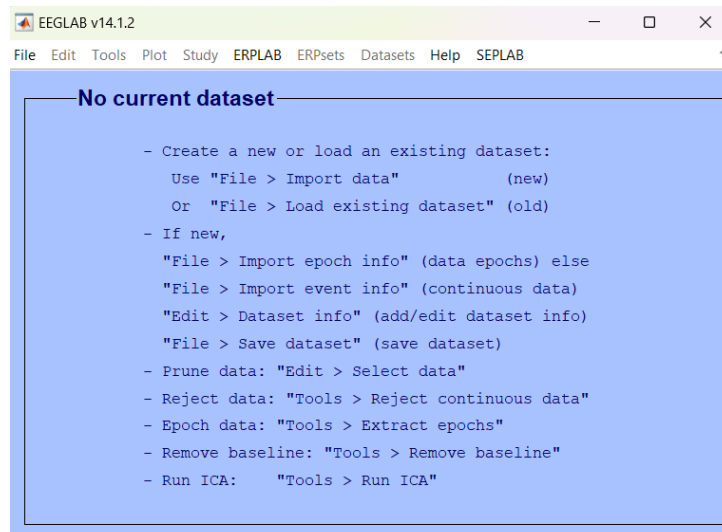 EEGLAB v14.1.2
File Edit Tools Plot Study ERPLAB ERPsets Datasets Help SEPLAB
No current dataset
- Create a new or load an existing dataset:
Use "File > Import data" (new)
Or "File > Load existing dataset" (old)
- If new,
"File > Import epoch info" (data epochs) else
"File > Import event info" (continuous data)
"Edit > Dataset info" (add/edit dataset info)
"File > Save dataset" (save dataset)
- Prune data: "Edit > Select data"
- Reject data: "Tools > Reject continuous data"
- Epoch data: "Tools > Extract epochs"
- Remove baseline: "Tools > Remove baseline"
- Run ICA: "Tools > Run ICA"